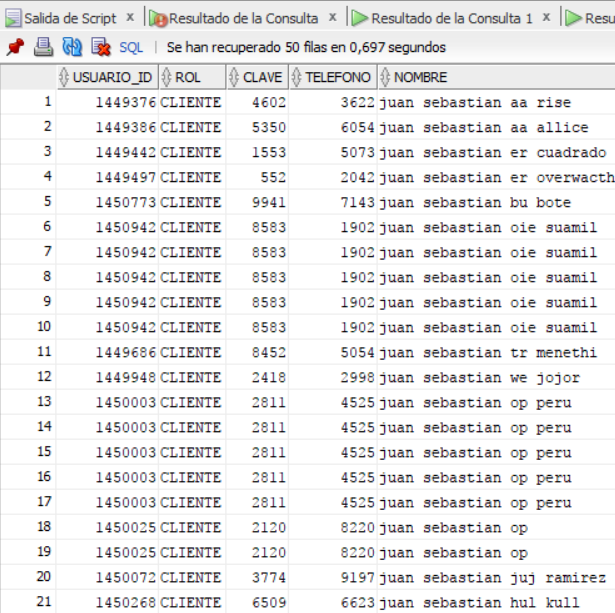 Salida de Script x Resultado de la Consulta x Resultado de la Consulta 1 x Resu
SQL | Se han recuperado 50 filas en 0,697 segundos
USUARIO_ID ROL CLAVE TELEFONO NOMBRE
1 1449376 CLIENTE 4602 3622 juan sebastian aa rise
2 1449386 CLIENTE 5350 6054 juan sebastian aa allice
3 1449442 CLIENTE 1553 5073 juan sebastian er cuadrado
4 1449497 CLIENTE 552 2042 juan sebastian er overwacth
5 1450773 CLIENTE 9941 7143 juan sebastian bu bote
6 1450942 CLIENTE 8583 1902 juan sebastian oie suamil
7 1450942 CLIENTE 8583 1902 juan sebastian oie suamil
8 1450942 CLIENTE 8583 1902 juan sebastian oie suamil
9 1450942 CLIENTE 8583 1902 juan sebastian oie suamil
10 1450942 CLIENTE 8583 1902 juan sebastian oie suamil
11 1449686 CLIENTE 8452 5054 juan sebastian tr menethi
12 1449948 CLIENTE 2418 2998 juan sebastian we jojor
13 1450003 CLIENTE 2811 4525 juan sebastian op peru
14 1450003 CLIENTE 2811 4525 juan sebastian op peru
15 1450003 CLIENTE 2811 4525 juan sebastian op peru
16 1450003 CLIENTE 2811 4525 juan sebastian op peru
17 1450003 CLIENTE 2811 4525 juan sebastian op peru
18 1450025 CLIENTE 2120 8220 juan sebastian op
19 1450025 CLIENTE 2120 8220 juan sebastian op
20 1450072 CLIENTE 3774 9197 juan sebastian juj ramirez
21 1450268 CLIENTE 6509 6623 juan sebastian hul kull